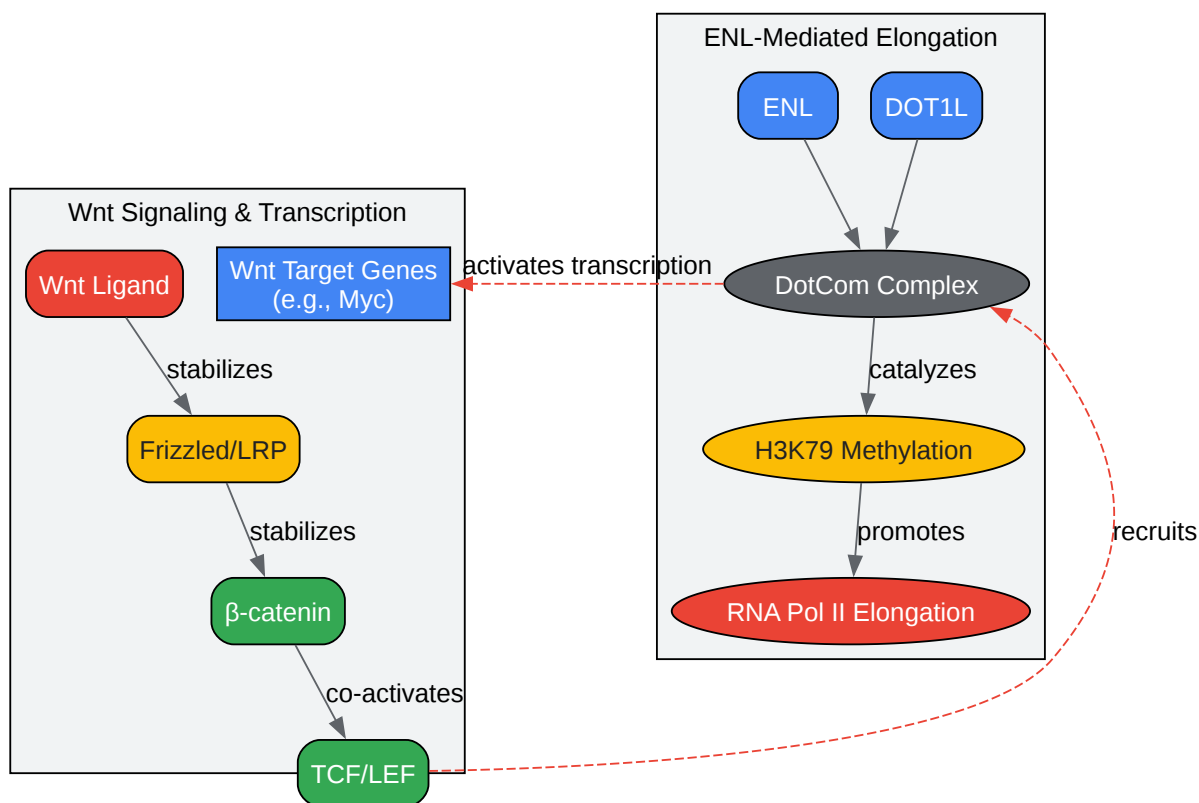 ENL-Mediated Elongation
ENL
DOT1L
Wnt Signaling & Transcription
Wnt Ligand
Wnt Target Genes
(e.g., Myc)
activates transcription
DotCom Complex
stabilizes
catalyzes
Frizzled/LRP
H3K79 Methylation
stabilizes
promotes
recruits
β-catenin
RNA Pol II Elongation
co-activates
TCF/LEF